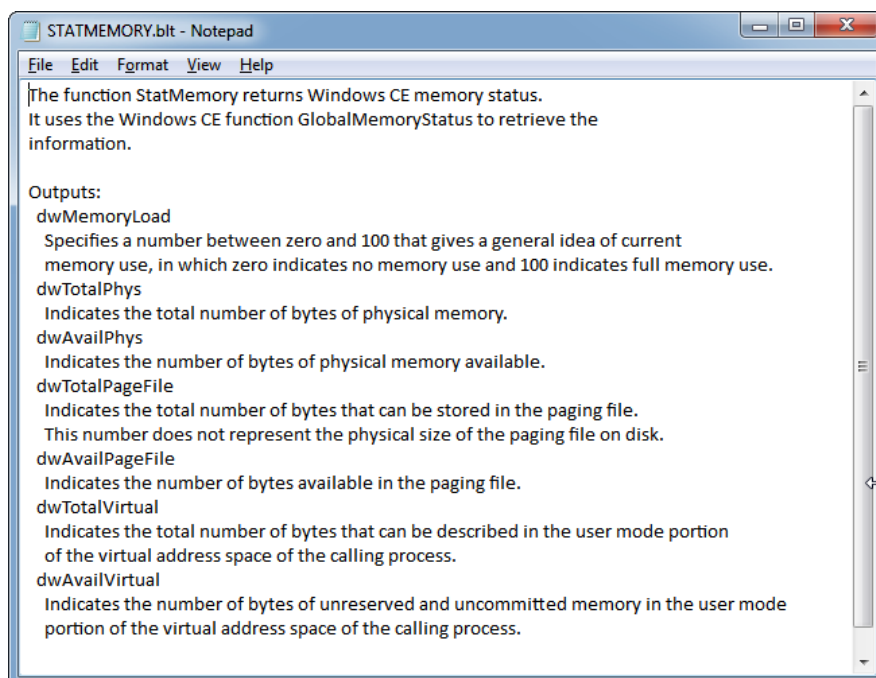 STATMEMORY.blt - Notepad
File Edit Format View Help
The function StatMemory returns Windows CE memory status.
It uses the Windows CE function GlobalMemoryStatus to retrieve the
information.
Outputs:
dwMemoryLoad
Specifies a number between zero and 100 that gives a general idea of current
memory use, in which zero indicates no memory use and 100 indicates full memory use.
dwTotalPhys
Indicates the total number of bytes of physical memory.
dwAvailPhys
Indicates the number of bytes of physical memory available.
dwTotalPageFile
Indicates the total number of bytes that can be stored in the paging file.
This number does not represent the physical size of the paging file on disk.
dwAvailPageFile
Indicates the number of bytes available in the paging file.
dwTotalVirtual
Indicates the total number of bytes that can be described in the user mode portion
of the virtual address space of the calling process.
dwAvailVirtual
Indicates the number of bytes of unreserved and uncommitted memory in the user mode
portion of the virtual address space of the calling process.